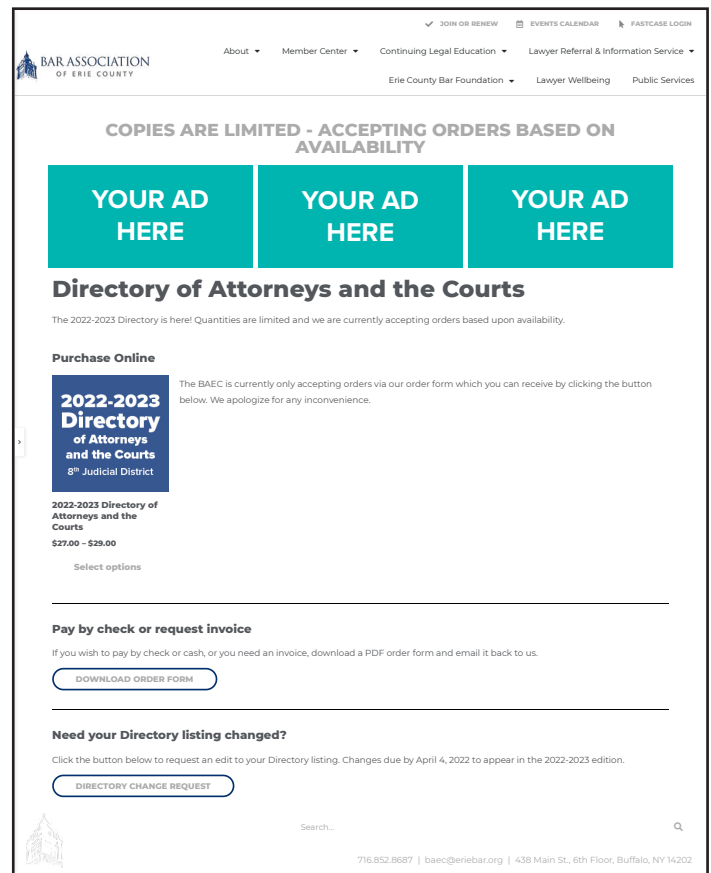 JOIN OR RENEW EVENTS CALENDAR FASTCASE LOGIN
BAR ASSOCIATION
OF ERIE COUNTY
About Member Center Continuing Legal Education Lawyer Referral & Information Service
Erie County Bar Foundation Lawyer Wellbeing Public Services
COPIES ARE LIMITED - ACCEPTING ORDERS BASED ON
AVAILABILITY
YOUR AD
HERE
YOUR AD
HERE
YOUR AD
HERE
Directory of Attorneys and the Courts
The 2022-2023 Directory is here! Quantities are limited and we are currently accepting orders based upon availability.
Purchase Online
2022-2023
Directory
of Attorneys
and the Courts
8th Judicial District
The BAEC is currently only accepting orders via our order form which you can receive by clicking the button
below. We apologize for any inconvenience.
2022-2023 Directory of
Attorneys and the
Courts
$27.00 – $29.00
Select options
Pay by check or request invoice
If you wish to pay by check or cash, or you need an invoice, download a PDF order form and email it back to us.
DOWNLOAD ORDER FORM
Need your Directory listing changed?
Click the button below to request an edit to your Directory listing. Changes due by April 4, 2022 to appear in the 2022-2023 edition.
DIRECTORY CHANGE REQUEST
Search...
716.852.8687 | baec@eriebar.org | 438 Main St., 6th Floor, Buffalo, NY 14202